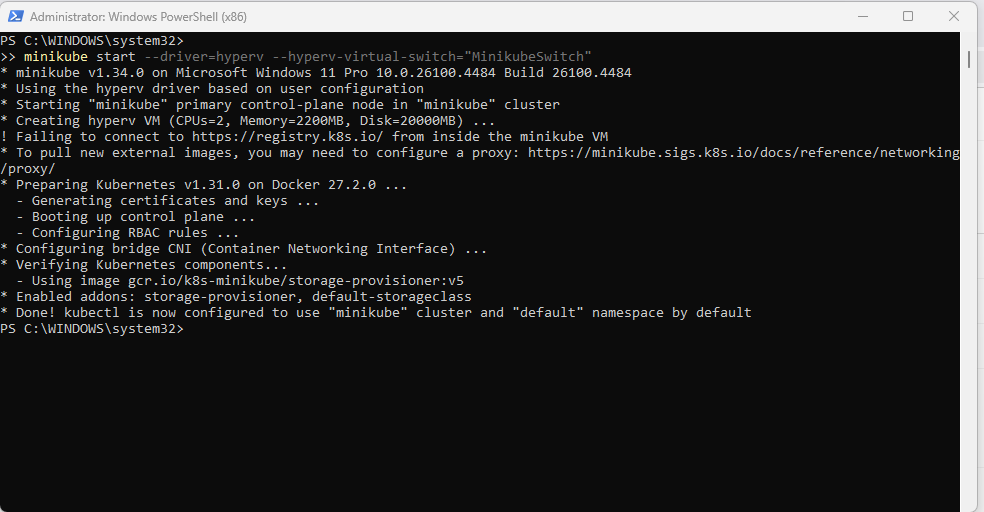 Administrator: Windows PowerShell (x86)
PS C:\WINDOWS\system32>
>> minikube start --driver=hyperv --hyperv-virtual-switch="MinikubeSwitch"
* minikube v1.34.0 on Microsoft Windows 11 Pro 10.0.26100.4484 Build 26100.4484
* Using the hyperv driver based on user configuration
* Starting "minikube" primary control-plane node in "minikube" cluster
* Creating hyperv VM (CPUs=2, Memory=2200MB, Disk=20000MB) ...
! Failing to connect to https://registry.k8s.io/ from inside the minikube VM
* To pull new external images, you may need to configure a proxy: https://minikube.sigs.k8s.io/docs/reference/networking
/proxy/
* Preparing Kubernetes v1.31.0 on Docker 27.2.0 ...
  - Generating certificates and keys ...
  - Booting up control plane ...
  - Configuring RBAC rules ...
* Configuring bridge CNI (Container Networking Interface) ...
* Verifying Kubernetes components...
  - Using image gcr.io/k8s-minikube/storage-provisioner:v5
* Enabled addons: storage-provisioner, default-storageclass
* Done! kubectl is now configured to use "minikube" cluster and "default" namespace by default
PS C:\WINDOWS\system32>